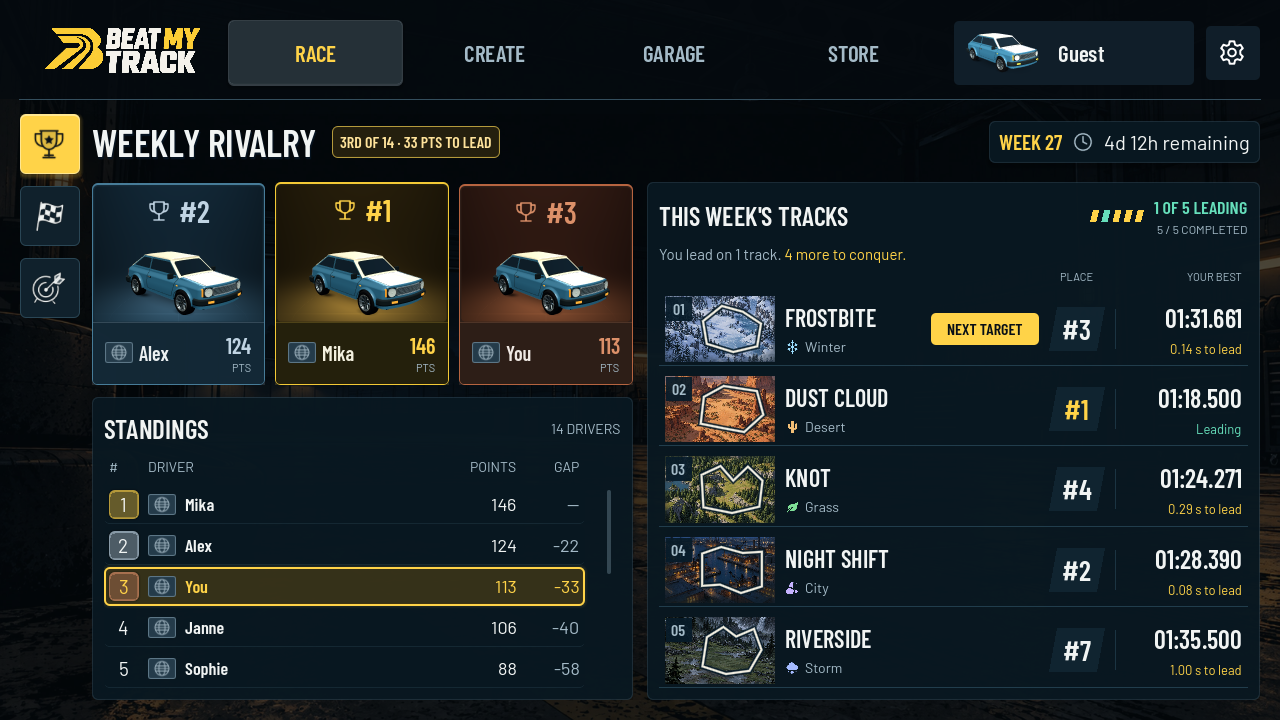 BEAT MY TRACK
RACE
CREATE
GARAGE
STORE
Guest
WEEKLY RIVALRY
3RD OF 14 · 33 PTS TO LEAD
WEEK 27
4d 12h remaining
#2
Alex
124
PTS
#1
Mika
146
PTS
#3
You
113
PTS
STANDINGS
14 DRIVERS
# DRIVER POINTS GAP
1 Mika 146 —
2 Alex 124 -22
3 You 113 -33
4 Janne 106 -40
5 Sophie 88 -58
THIS WEEK'S TRACKS
1 OF 5 LEADING
5 / 5 COMPLETED
You lead on 1 track. 4 more to conquer.
PLACE YOUR BEST
01 FROSTBITE NEXT TARGET #3 01:31.661
Winter 0.14 s to lead
02 DUST CLOUD #1 01:18.500
Desert Leading
03 KNOT #4 01:24.271
Grass 0.29 s to lead
04 NIGHT SHIFT #2 01:28.390
City 0.08 s to lead
05 RIVERSIDE #7 01:35.500
Storm 1.00 s to lead